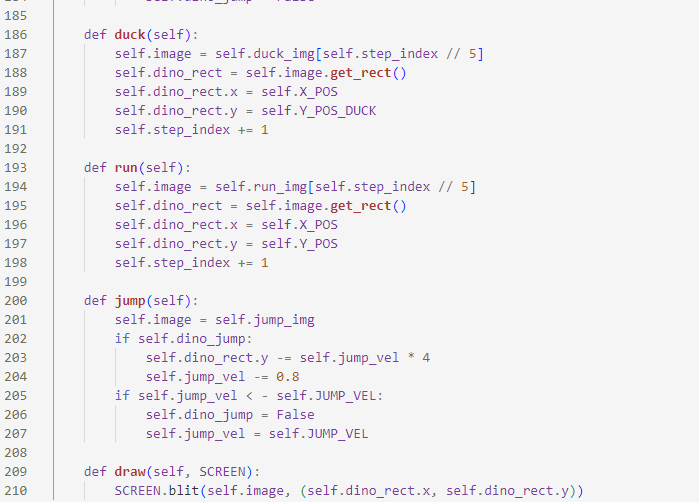 185
186 def duck(self):
187 self.image = self.duck_img[self.step_index // 5]
188 self.dino_rect = self.image.get_rect()
189 self.dino_rect.x = self.X_POS
190 self.dino_rect.y = self.Y_POS_DUCK
191 self.step_index += 1
192
193 def run(self):
194 self.image = self.run_img[self.step_index // 5]
195 self.dino_rect = self.image.get_rect()
196 self.dino_rect.x = self.X_POS
197 self.dino_rect.y = self.Y_POS
198 self.step_index += 1
199
200 def jump(self):
201 self.image = self.jump_img
202 if self.dino_jump:
203 self.dino_rect.y -= self.jump_vel * 4
204 self.jump_vel -= 0.8
205 if self.jump_vel < - self.JUMP_VEL:
206 self.dino_jump = False
207 self.jump_vel = self.JUMP_VEL
208
209 def draw(self, SCREEN):
210 SCREEN.blit(self.image, (self.dino_rect.x, self.dino_rect.y))